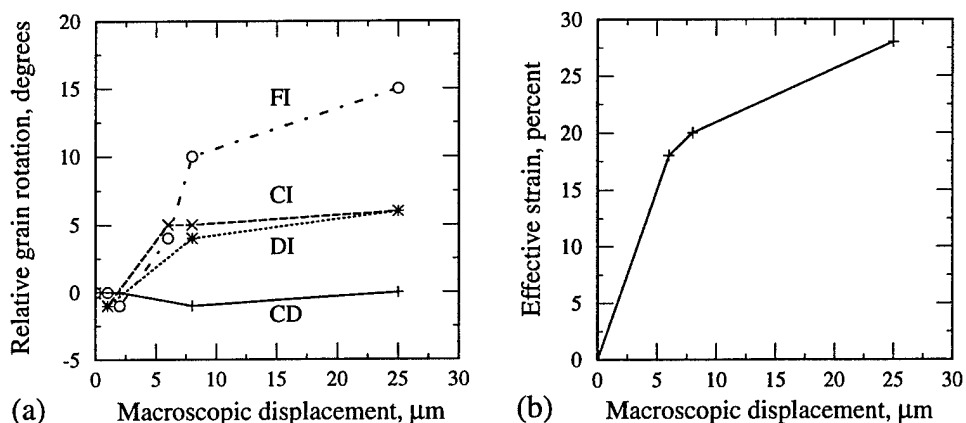 20
15
10
5
0
-5
0 5 10 15 20 25 30
Relative grain rotation, degrees
FI
CI
DI
CD
Macroscopic displacement, μm
(a)
30
25
20
15
10
5
0
0 5 10 15 20 25 30
Effective strain, percent
Macroscopic displacement, μm
(b)